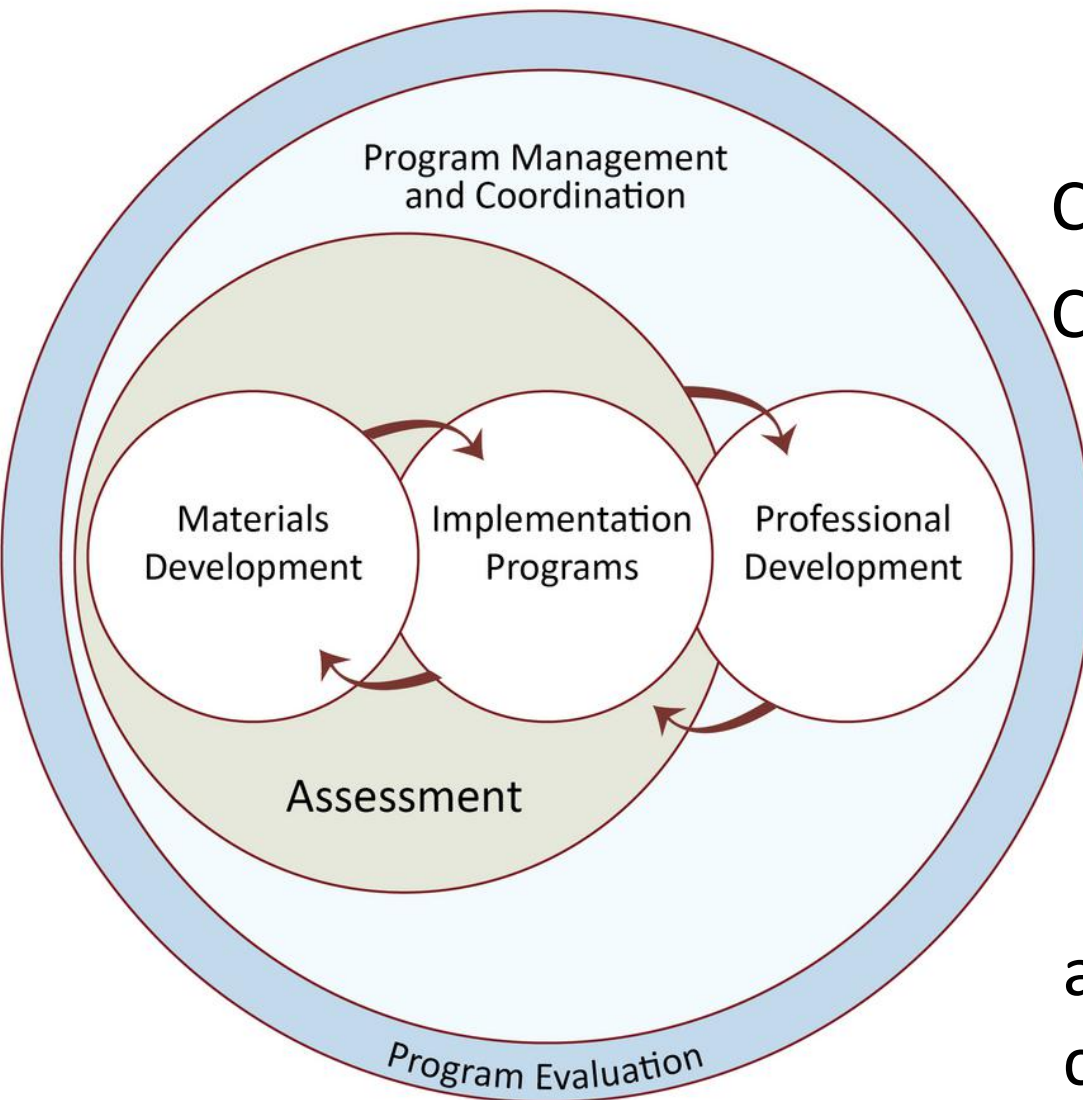 Program Management
and Coordination
Materials
Development
Implementation
Programs
Professional
Development
Assessment
Program Evaluation